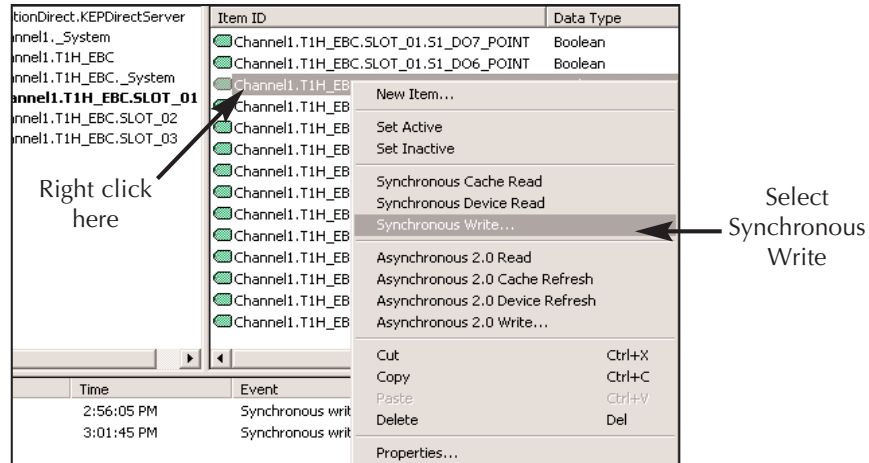 tionDirect.KEPDirectServer
nnel1._System
nnel1.T1H_EBC
nnel1.T1H_EBC._System
annel1.T1H_EBC.SLOT_01
nnel1.T1H_EBC.SLOT_02
nnel1.T1H_EBC.SLOT_03
Right click
here
Item ID Data Type
Channel1.T1H_EBC.SLOT_01.S1_DO7_POINT Boolean
Channel1.T1H_EBC.SLOT_01.S1_DO6_POINT Boolean
Channel1.T1H_EB
Channel1.T1H_EB
Channel1.T1H_EB
Channel1.T1H_EB
Channel1.T1H_EB
Channel1.T1H_EB
Channel1.T1H_EB
Channel1.T1H_EB
Channel1.T1H_EB
Channel1.T1H_EB
Channel1.T1H_EB
Channel1.T1H_EB
Channel1.T1H_EB
Channel1.T1H_EB
New Item...
Set Active
Set Inactive
Synchronous Cache Read
Synchronous Device Read
Synchronous Write...
Asynchronous 2.0 Read
Asynchronous 2.0 Cache Refresh
Asynchronous 2.0 Device Refresh
Asynchronous 2.0 Write...
Cut Ctrl+X
Copy Ctrl+C
Paste Ctrl+V
Delete Del
Properties...
Select
Synchronous
Write
Time Event
2:56:05 PM Synchronous writ
3:01:45 PM Synchronous writ